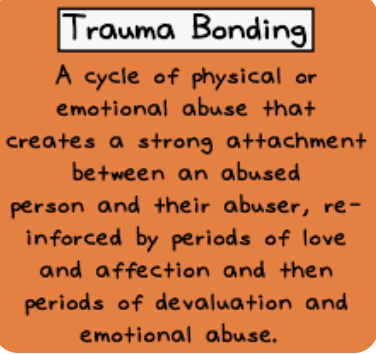 Trauma Bonding
A cycle of physical or
emotional abuse that
creates a strong attachment
between an abused
person and their abuser, re-
inforced by periods of love
and affection and then
periods of devaluation and
emotional abuse.